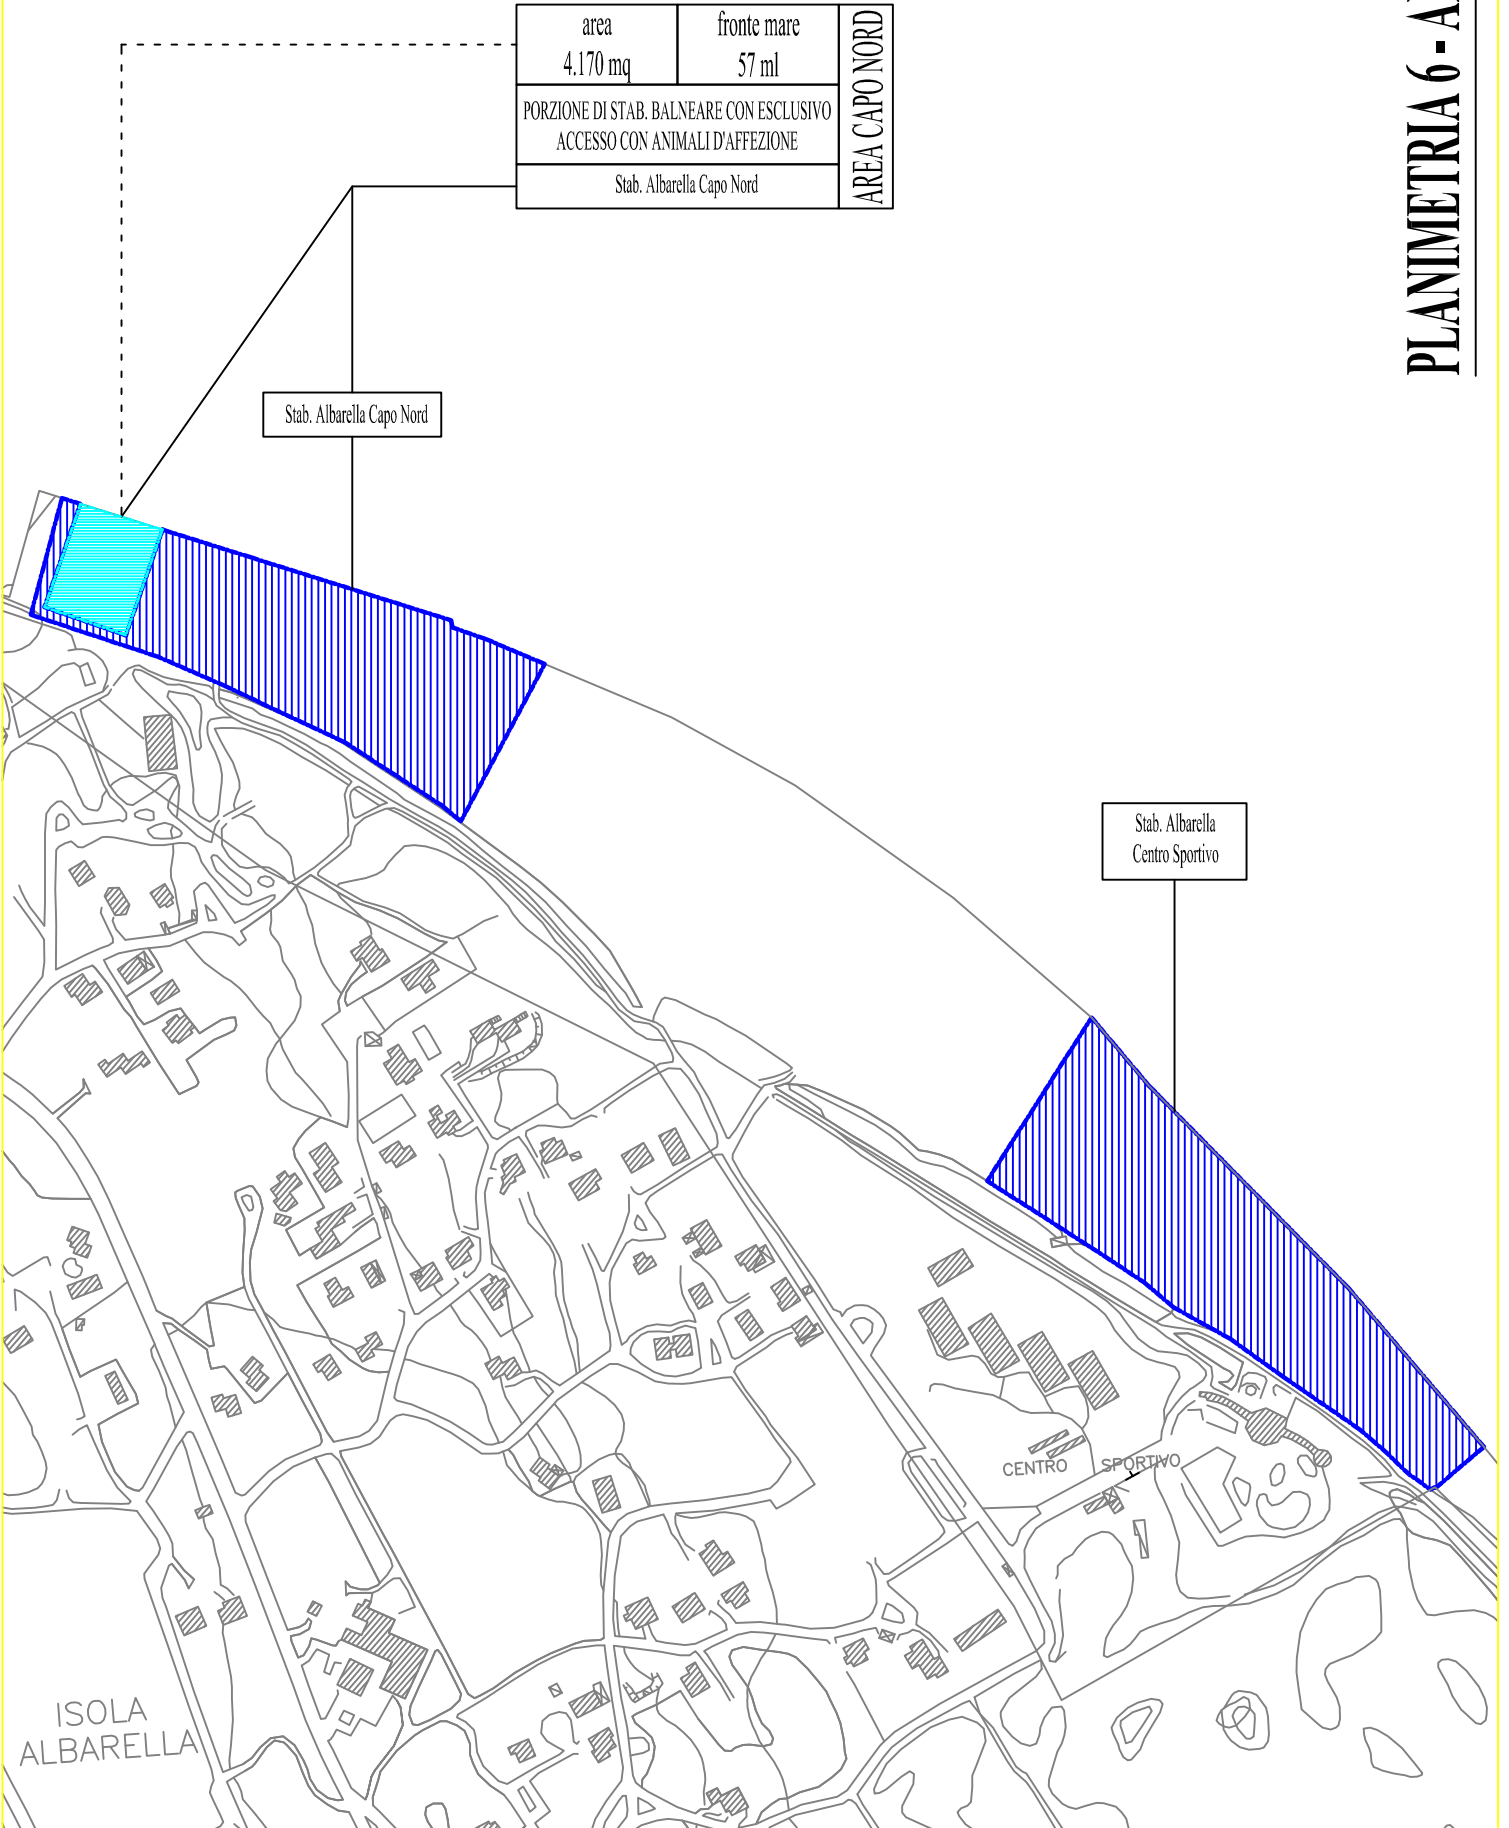 area
4.170 mq
fronte mare
57 ml
PORZIONE DI STAB. BALNEARE CON ESCLUSIVO
ACCESSO CON ANIMALI D'AFFEZIONE
Stab. Albarella Capo Nord
AREA CAPO NORD
PLANIMETRIA 6 - A
Stab. Albarella Capo Nord
Stab. Albarella
Centro Sportivo
CENTRO SPORTIVO
ISOLA
ALBARELLA